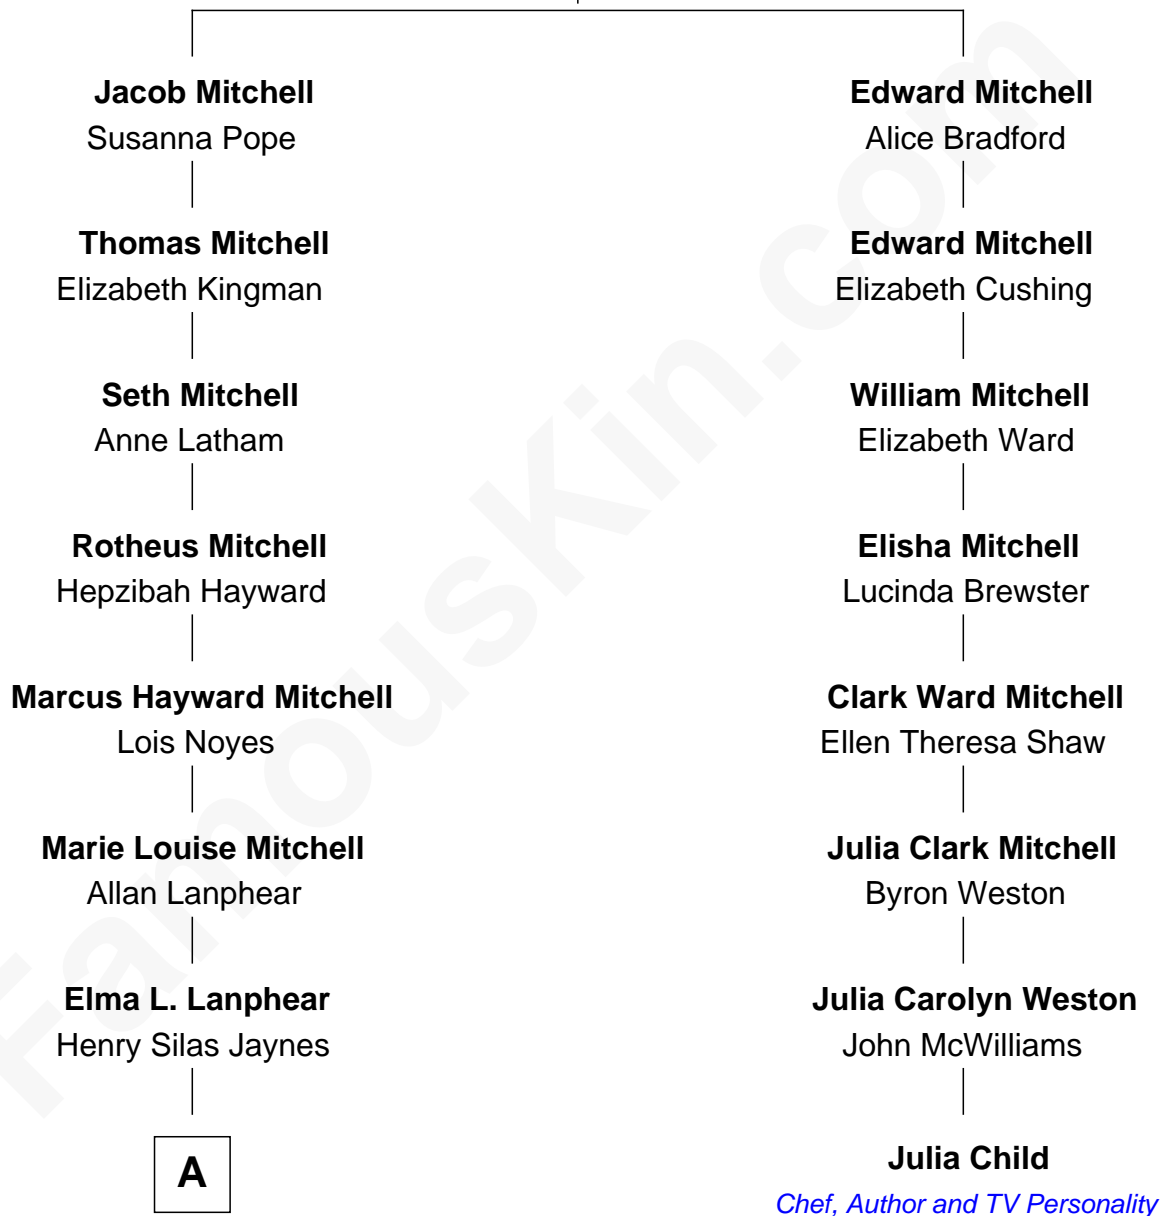 Jacob Mitchell
Susanna Pope
Thomas Mitchell
Elizabeth Kingman
Seth Mitchell
Anne Latham
Rotheus Mitchell
Hepzibah Hayward
Marcus Hayward Mitchell
Lois Noyes
Marie Louise Mitchell
Allan Lanphear
Elma L. Lanphear
Henry Silas Jaynes
A
Edward Mitchell
Alice Bradford
Edward Mitchell
Elizabeth Cushing
William Mitchell
Elizabeth Ward
Elisha Mitchell
Lucinda Brewster
Clark Ward Mitchell
Ellen Theresa Shaw
Julia Clark Mitchell
Byron Weston
Julia Carolyn Weston
John McWilliams
Julia Child
Chef, Author and TV Personality
FamousKin.com